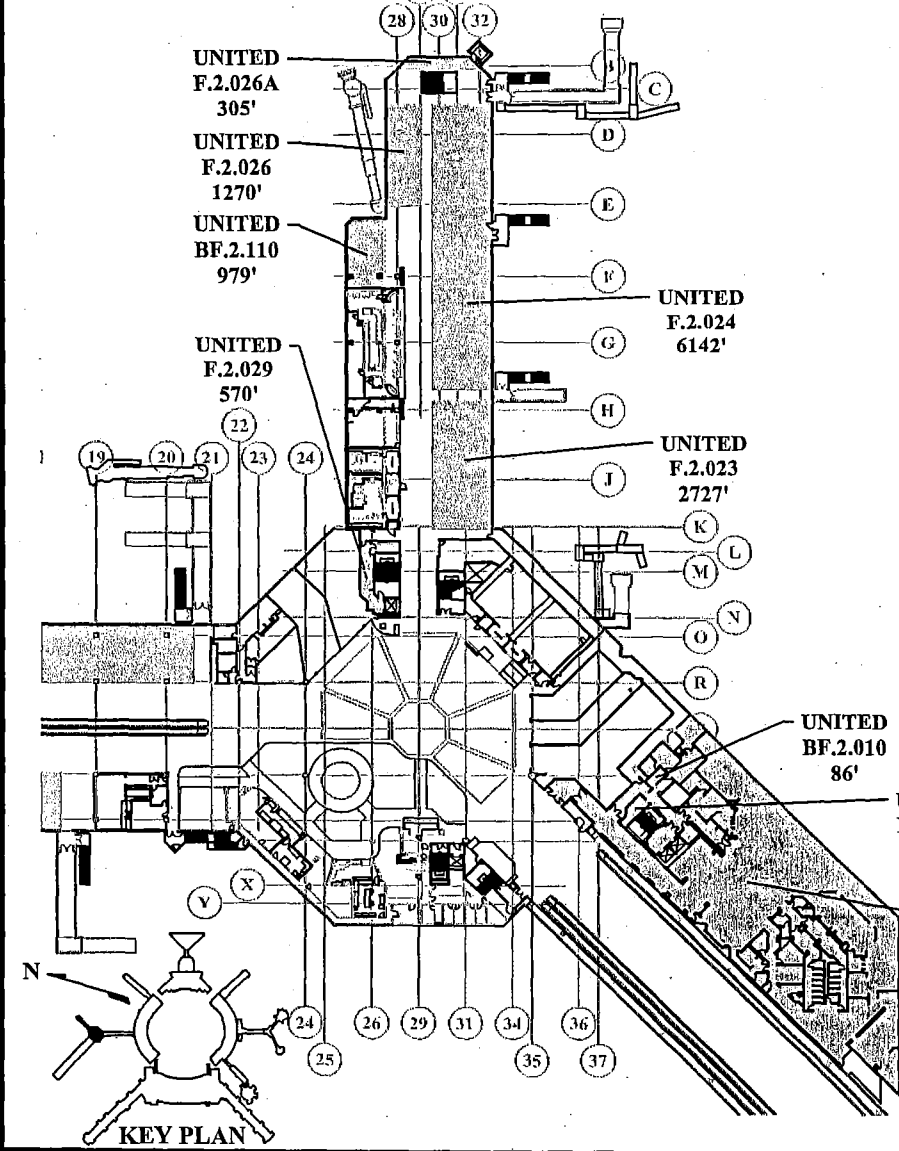 28
30
32
UNITED
F.2.026A
305'
B
C
UNITED
F.2.026
1270'
D
UNITED
BF.2.110
979'
E
F
UNITED
F.2.024
6142'
UNITED
F.2.029
570'
G
H
22
UNITED
F.2.023
2727'
19
20
21
23
24
J
K
L
M
N
O
R
UNITED
BF.2.010
86'
X
Y
N
24
26
29
31
34
36
25
35
37
KEY PLAN